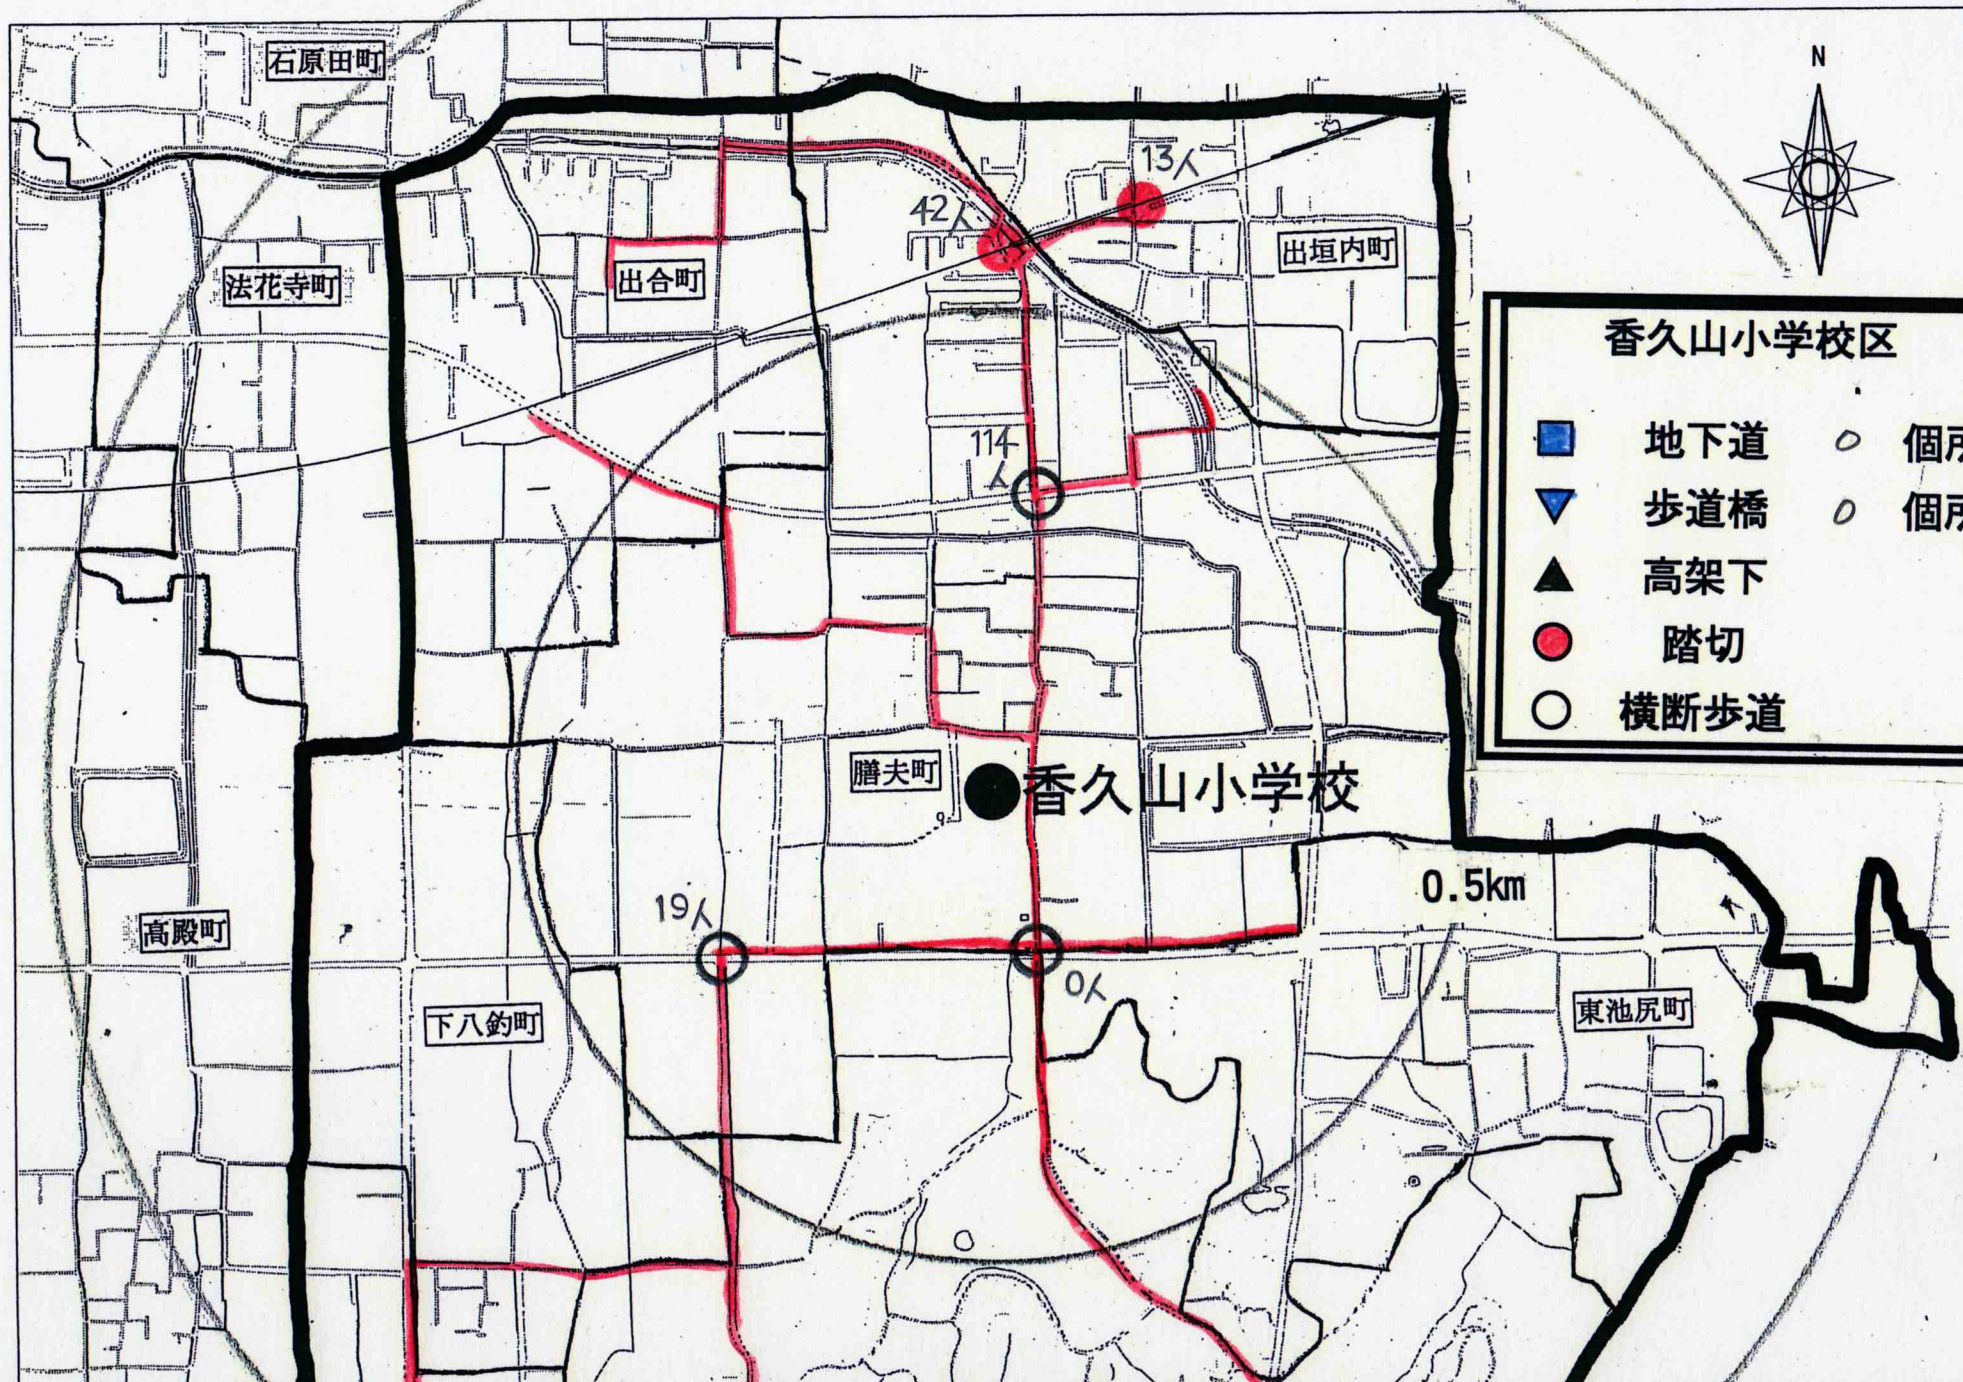 石原田町
N
13人
42人
出垣内町
法花寺町
出合町
香久山小学校区
地下道 0 個所
歩道橋 0 個所
高架下
踏切
横断歩道
114
人
膳夫町
香久山小学校
0.5km
19人
高殿町
0人
下八釣町
東池尻町